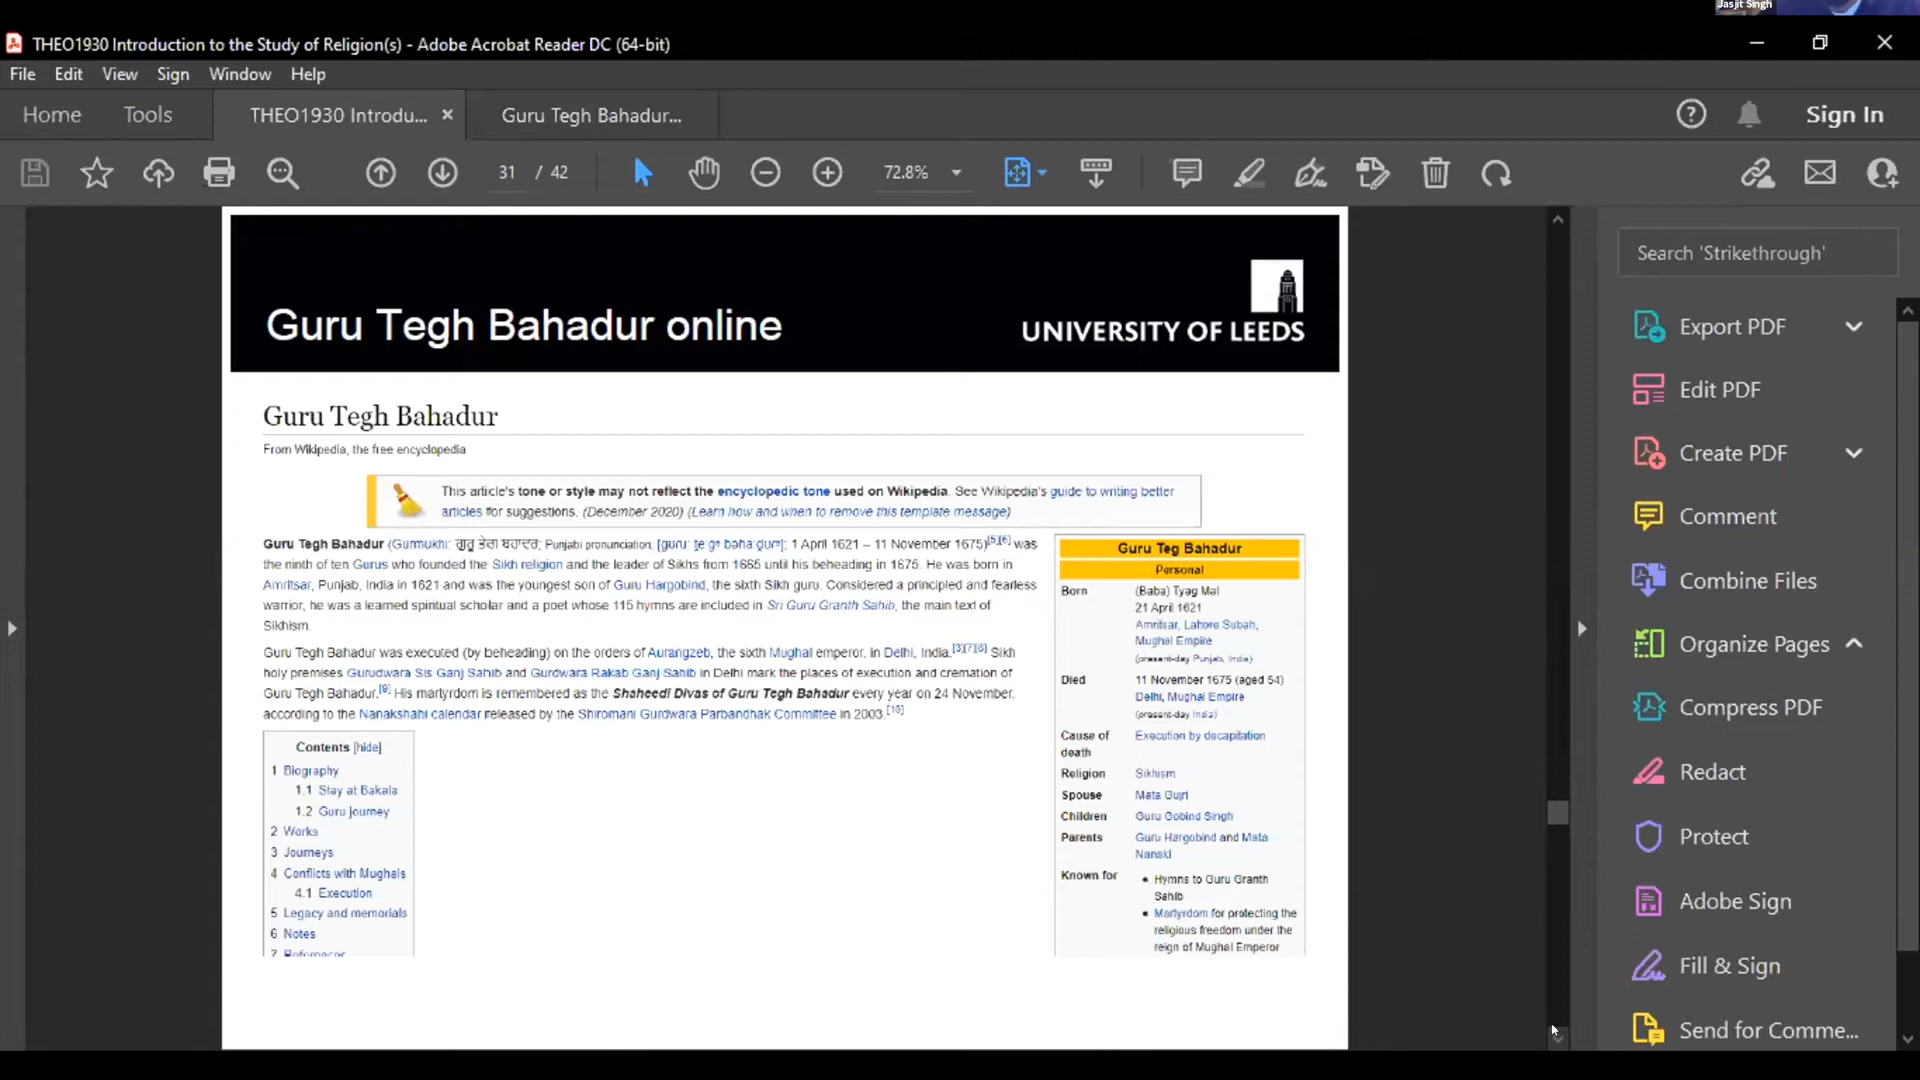 Jasjit Singh
THEO1930 Introduction to the Study of Religion(s) - Adobe Acrobat Reader DC (64-bit)
File Edit View Sign Window Help
Home Tools THEO1930 Introdu... × Guru Tegh Bahadur... ? Sign In
31 / 42 72.8%
Guru Tegh Bahadur online
UNIVERSITY OF LEEDS
Guru Tegh Bahadur
From Wikipedia, the free encyclopedia
This article's tone or style may not reflect the encyclopedic tone used on Wikipedia. See Wikipedia's guide to writing better
articles for suggestions. (December 2020) (Learn how and when to remove this template message)
Guru Tegh Bahadur (Gurmukhi: ਗੁਰੂ ਤੇਗ਼ ਬਹਾਦਰ; Punjabi pronunciation: 1 April 1621 – 11 November 1675)[5][6] was
the ninth of ten Gurus who founded the Sikh religion and the leader of Sikhs from 1665 until his beheading in 1675. He was born in
Amritsar, Punjab, India in 1621 and was the youngest son of Guru Hargobind, the sixth Sikh guru. Considered a principled and fearless
warrior, he was a learned spiritual scholar and a poet whose 115 hymns are included in Sri Guru Granth Sahib, the main text of
Sikhism.
Guru Tegh Bahadur was executed (by beheading) on the orders of Aurangzeb, the sixth Mughal emperor, in Delhi, India.[3][7][8] Sikh
holy premises Gurudwara Sis Ganj Sahib and Gurdwara Rakab Ganj Sahib in Delhi mark the places of execution and cremation of
Guru Tegh Bahadur.[9] His martyrdom is remembered as the Shaheedi Divas of Guru Tegh Bahadur every year on 24 November,
according to the Nanakshahi calendar released by the Shiromani Gurdwara Parbandhak Committee in 2003.[10]
Contents [hide]
1 Biography
1.1 Stay at Bakala
1.2 Guru journey
2 Works
3 Journeys
4 Conflicts with Mughals
4.1 Execution
5 Legacy and memorials
6 Notes
7
Guru Teg Bahadur
Personal
Born (Baba) Tyag Mal
21 April 1621
Amritsar, Lahore Subah,
Mughal Empire
(present-day Punjab, India)
Died 11 November 1675 (aged 54)
Delhi, Mughal Empire
(present-day India)
Cause of Execution by decapitation
death
Religion Sikhism
Spouse Mata Gujri
Children Guru Gobind Singh
Parents Guru Hargobind and Mata
Nanaki
Known for • Hymns to Guru Granth
Sahib
• Martyrdom for protecting the
religious freedom under the
reign of Mughal Emperor
Search 'Strikethrough'
Export PDF
Edit PDF
Create PDF
Comment
Combine Files
Organize Pages
Compress PDF
Redact
Protect
Adobe Sign
Fill & Sign
Send for Comme...